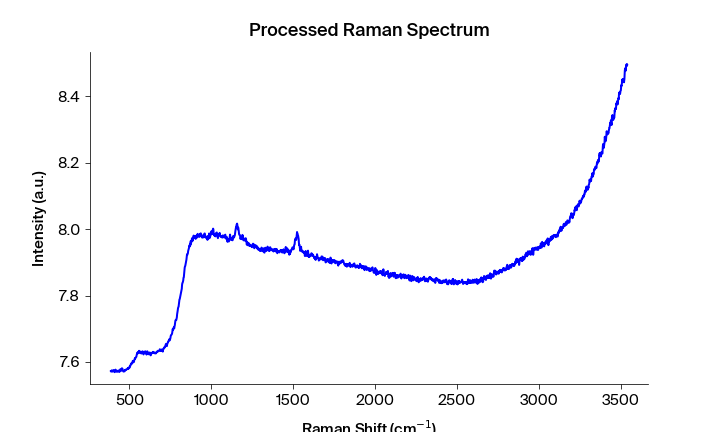 Processed Raman Spectrum
Intensity (a.u.)
8.4
8.2
8.0
7.8
7.6
500 1000 1500 2000 2500 3000 3500
Raman Shift (cm⁻¹)